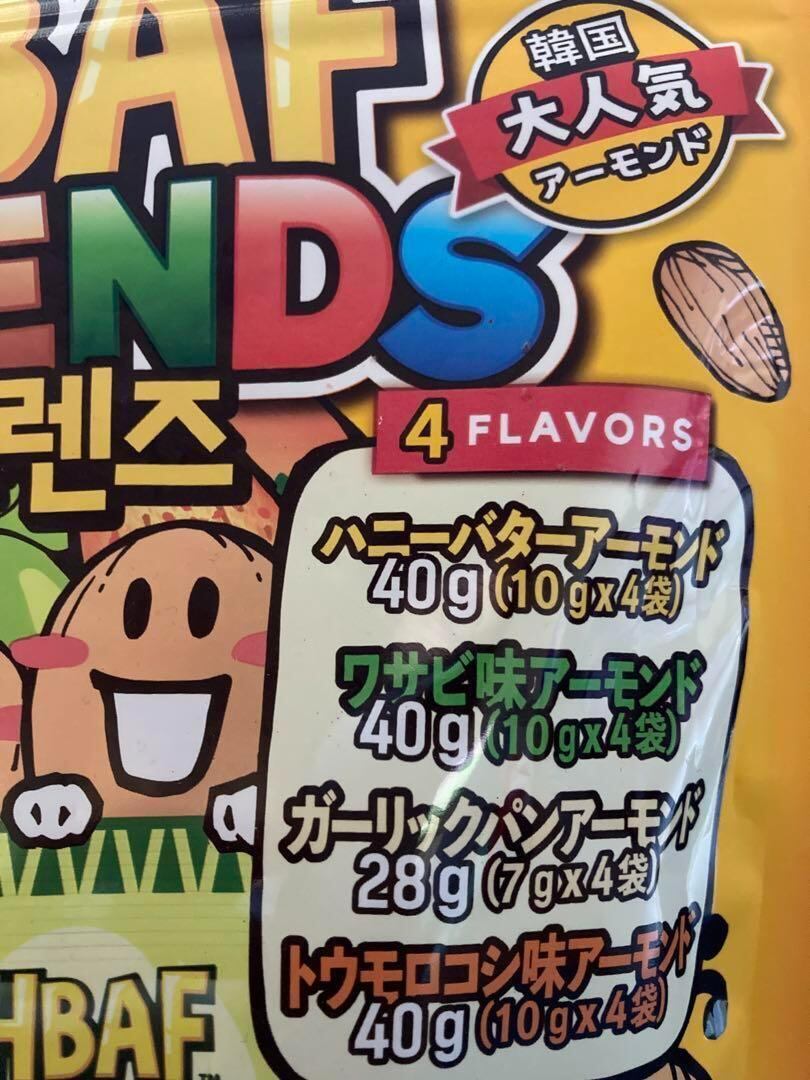 BAF
韓国
大人気
アーモンド
ENDS
렌즈
4 FLAVORS
ハニーバターアーモンド
40g(10gx4袋)
ワサビ味アーモンド
40g(10gx4袋)
ガーリックパンアーモンド
28g(7gx4袋)
トウモロコシ味アーモンド
40g(10gx4袋)
HBAF™